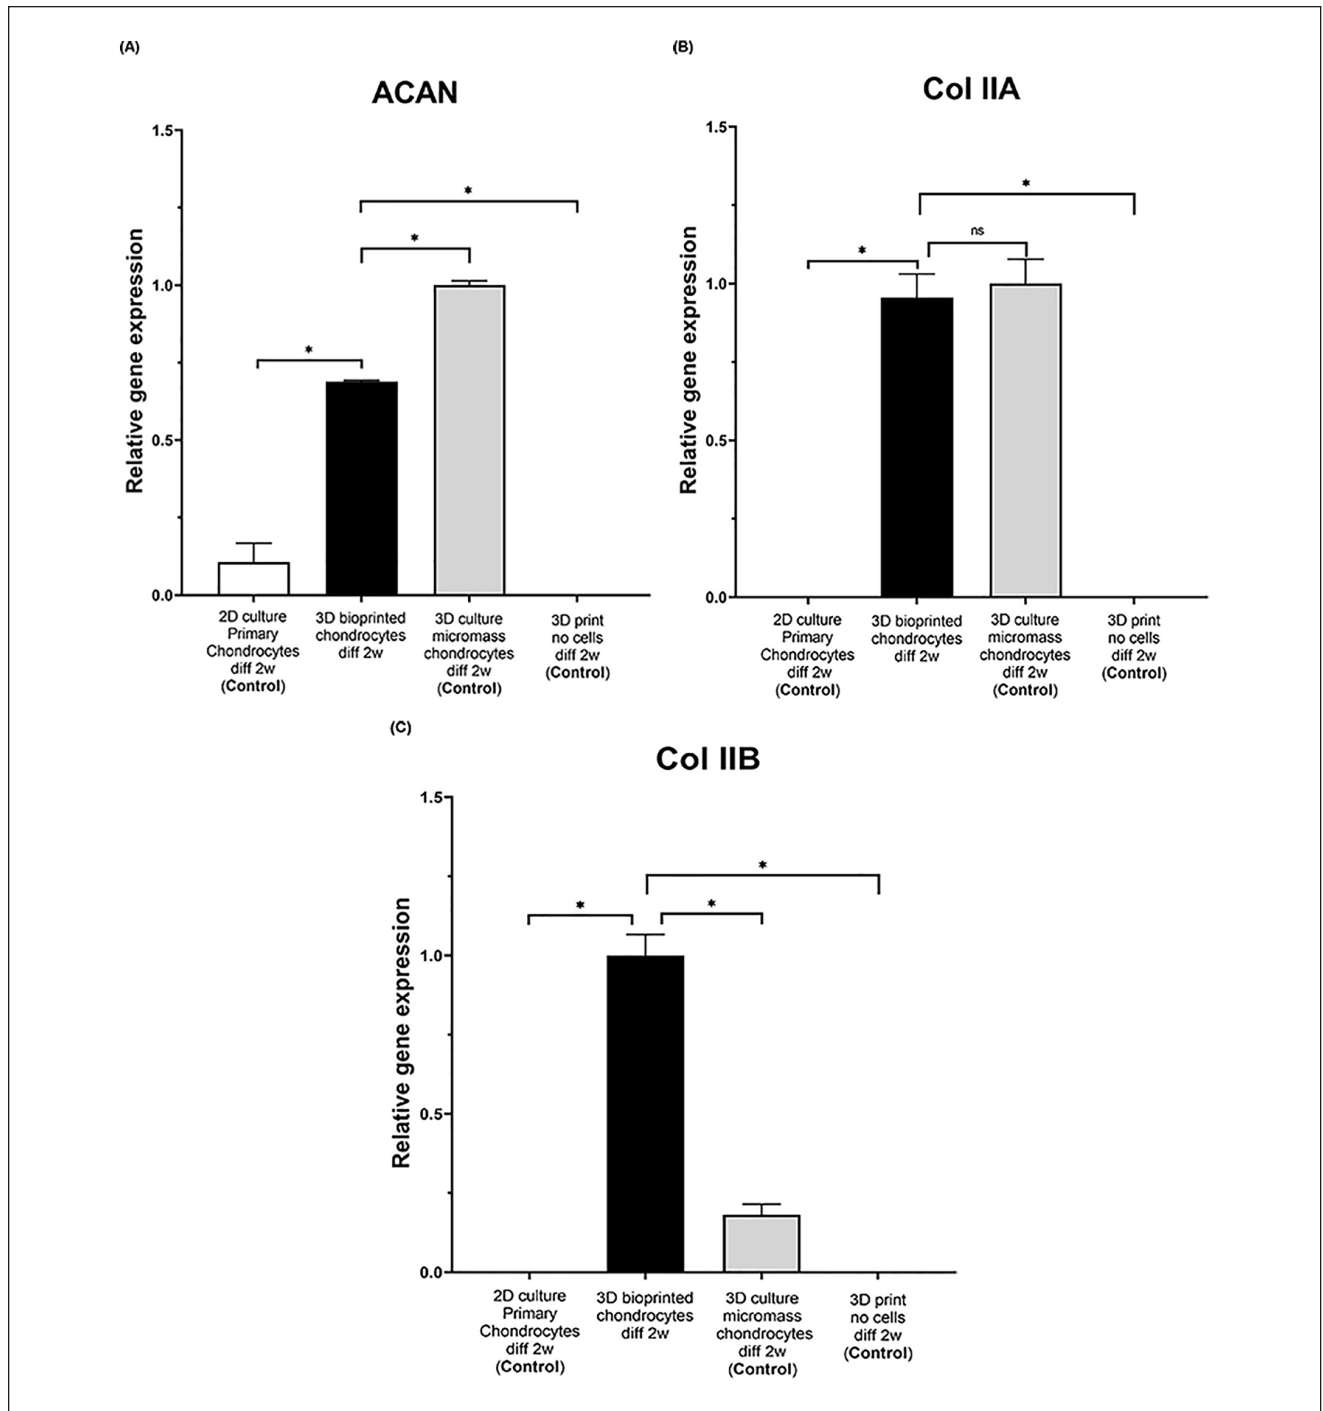 (A)
ACAN
Relative gene expression
1.5
1.0
0.5
0.0
*
*
*
2D culture
Primary
Chondrocytes
diff 2w
(Control)
3D bioprinted
chondrocytes
diff 2w
3D culture
micromass
chondrocytes
diff 2w
(Control)
3D print
no cells
diff 2w
(Control)
(B)
Col IIA
Relative gene expression
1.5
1.0
0.5
0.0
*
ns
*
2D culture
Primary
Chondrocytes
diff 2w
(Control)
3D bioprinted
chondrocytes
diff 2w
3D culture
micromass
chondrocytes
diff 2w
(Control)
3D print
no cells
diff 2w
(Control)
(C)
Col IIB
Relative gene expression
1.5
1.0
0.5
0.0
*
*
*
2D culture
Primary
Chondrocytes
diff 2w
(Control)
3D bioprinted
chondrocytes
diff 2w
3D culture
micromass
chondrocytes
diff 2w
(Control)
3D print
no cells
diff 2w
(Control)